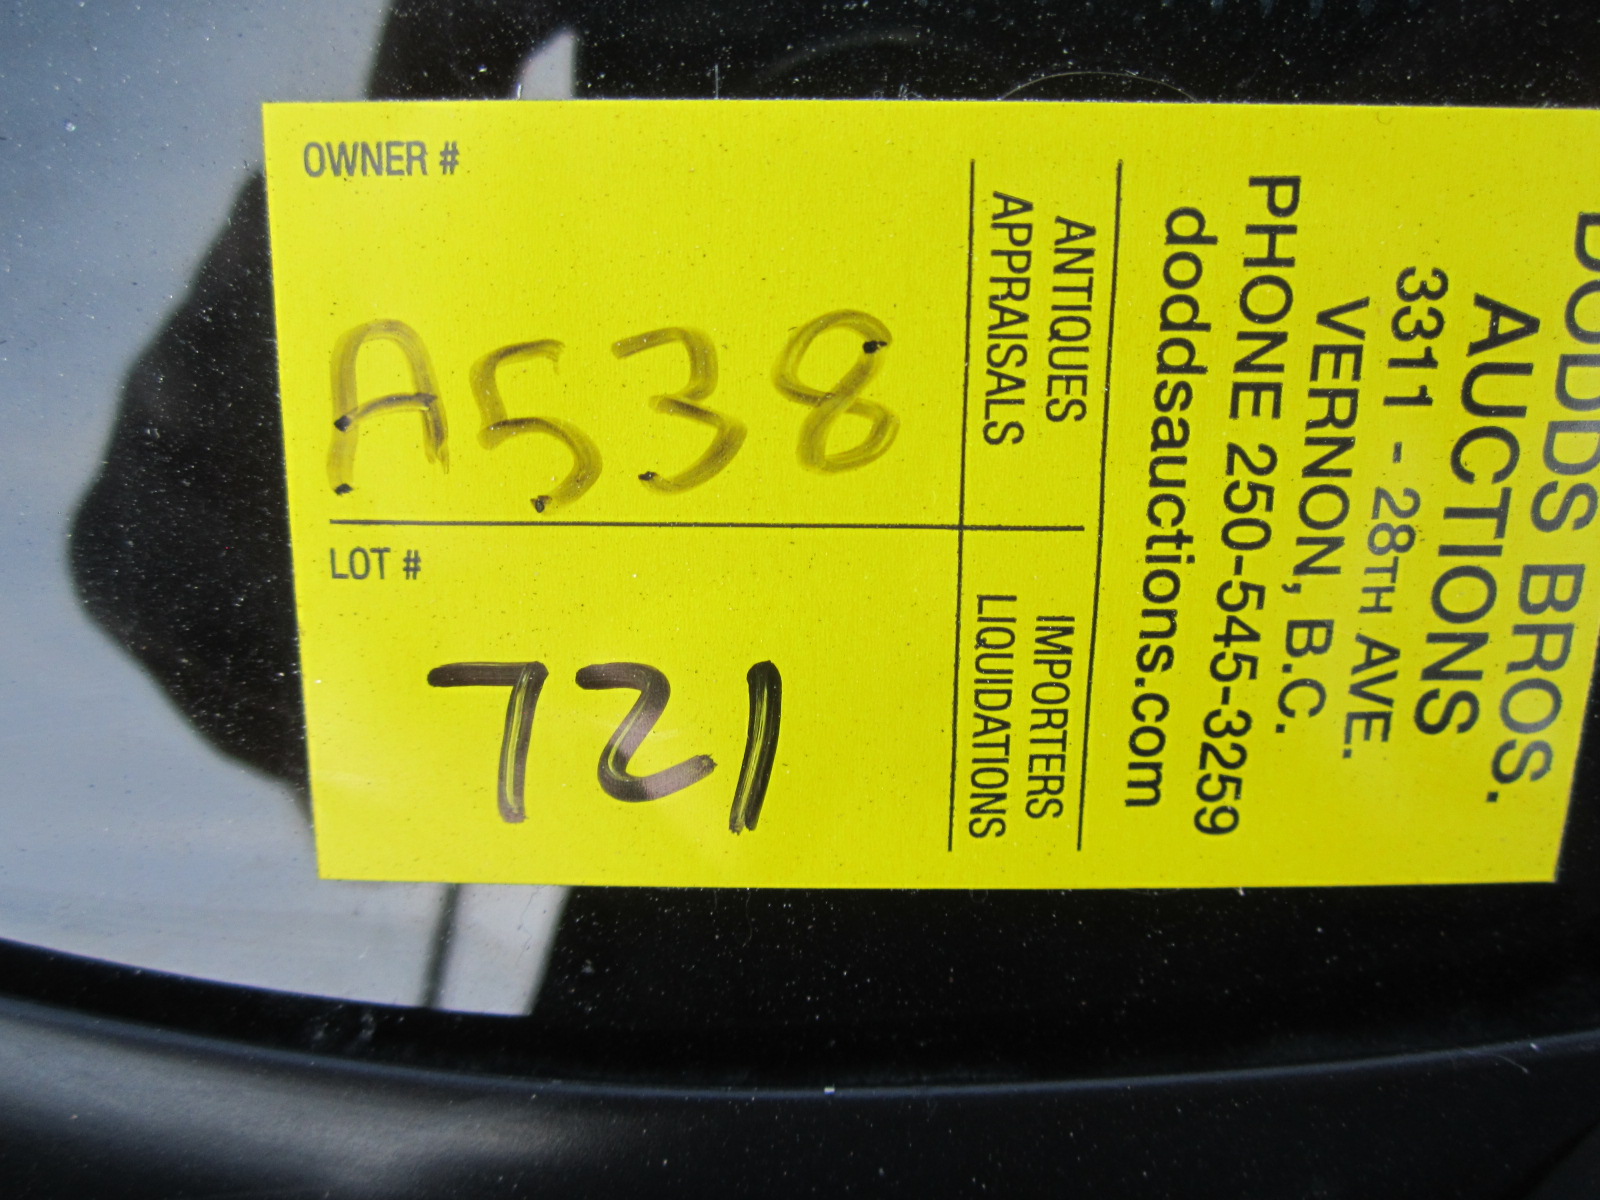 OWNER #
A538
LOT #
721
DODDS BROS.
AUCTIONS
3311 - 28TH AVE.
VERNON, B.C.
PHONE 250-545-3259
doddsauctions.com
ANTIQUES
APPRAISALS
IMPORTERS
LIQUIDATIONS